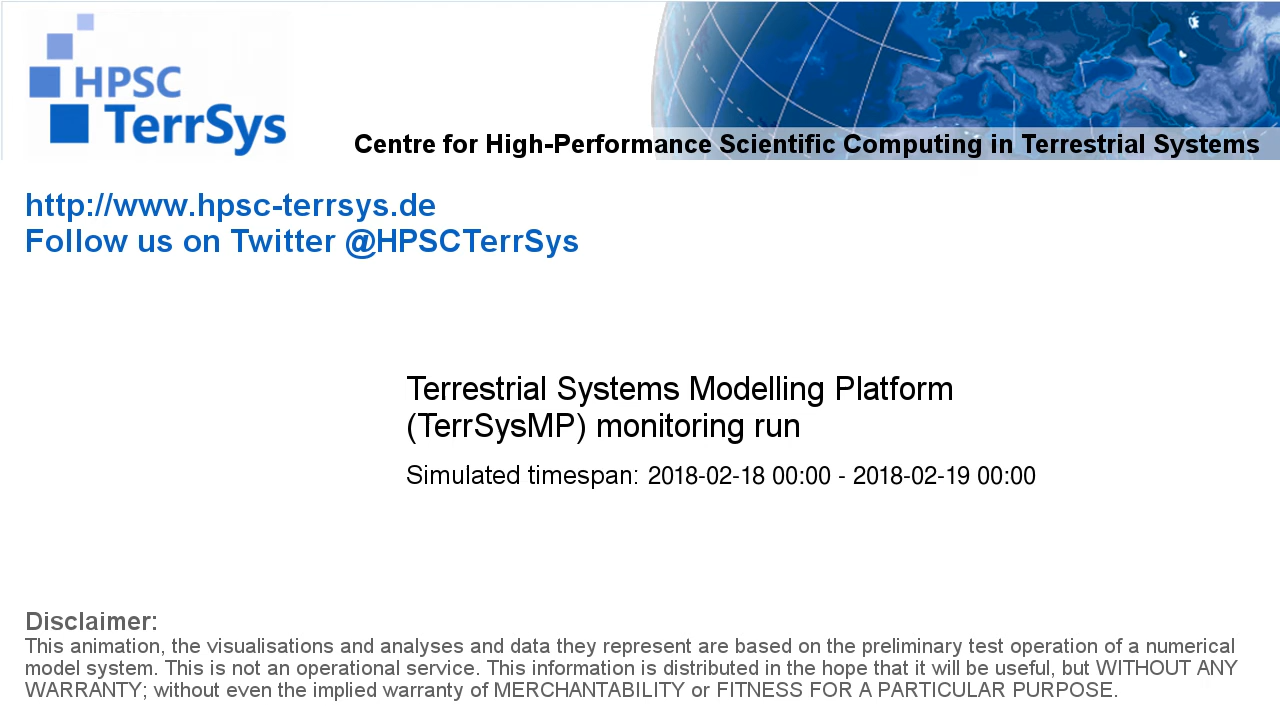 HPSC
TerrSys
Centre for High-Performance Scientific Computing in Terrestrial Systems
http://www.hpsc-terrsys.de
Follow us on Twitter @HPSCTerrSys
Terrestrial Systems Modelling Platform
(TerrSysMP) monitoring run
Simulated timespan: 2018-02-18 00:00 - 2018-02-19 00:00
Disclaimer:
This animation, the visualisations and analyses and data they represent are based on the preliminary test operation of a numerical
model system. This is not an operational service. This information is distributed in the hope that it will be useful, but WITHOUT ANY
WARRANTY; without even the implied warranty of MERCHANTABILITY or FITNESS FOR A PARTICULAR PURPOSE.